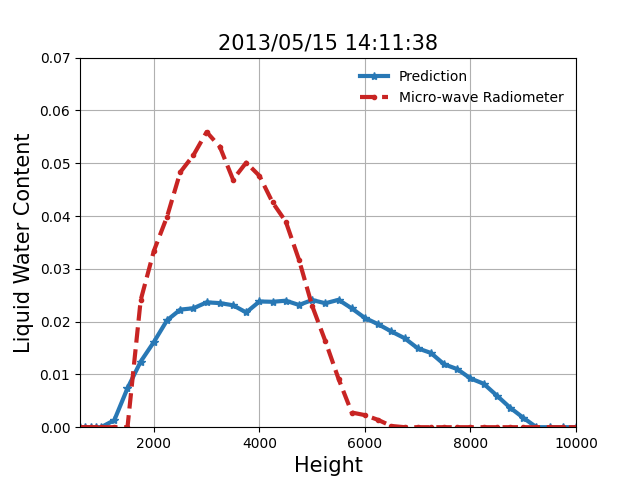 2013/05/15 14:11:38
Prediction
Micro-wave Radiometer
Liquid Water Content
0.07
0.06
0.05
0.04
0.03
0.02
0.01
0.00
2000 4000 6000 8000 10000
Height